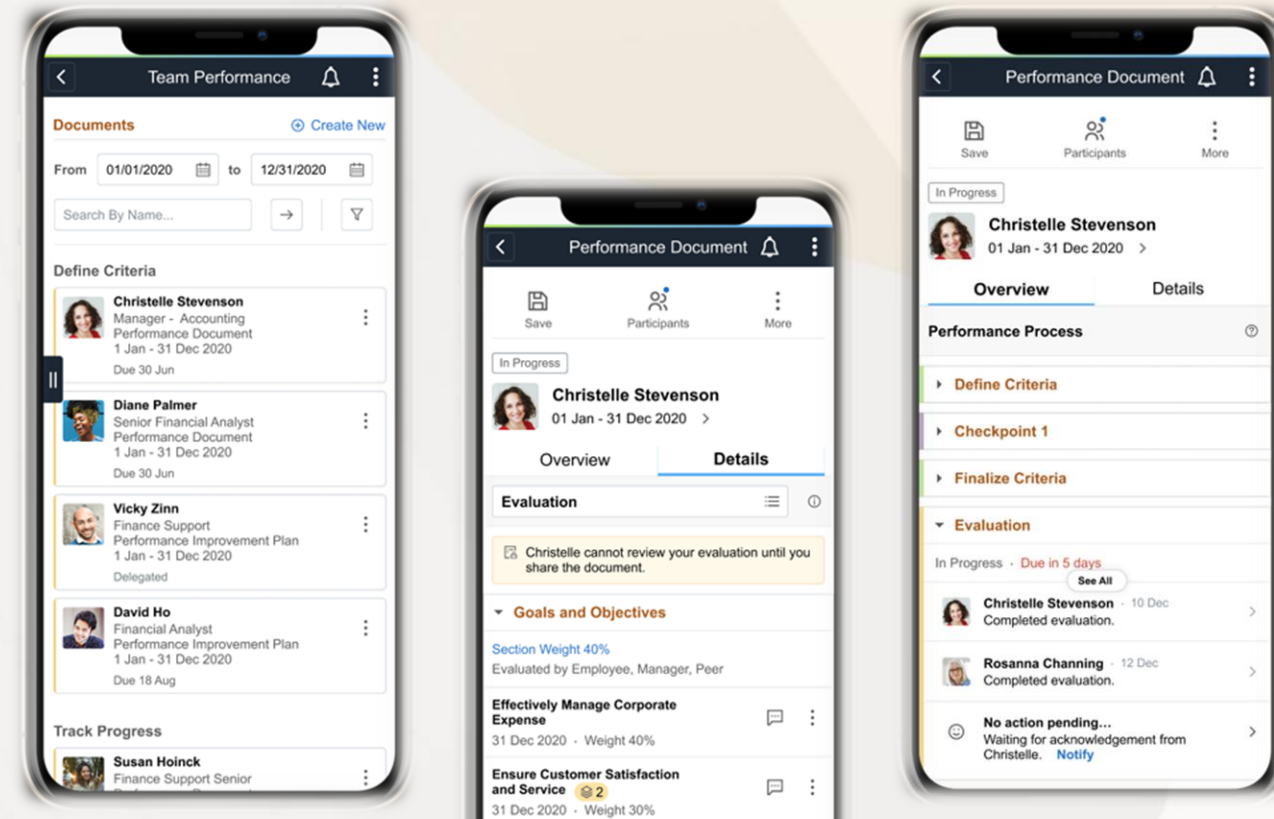 Team Performance
Documents
Create New
From 01/01/2020 to 12/31/2020
Search By Name...
Define Criteria
Christelle Stevenson
Manager - Accounting
Performance Document
1 Jan - 31 Dec 2020
Due 30 Jun
Diane Palmer
Senior Financial Analyst
Performance Document
1 Jan - 31 Dec 2020
Due 30 Jun
Vicky Zinn
Finance Support
Performance Improvement Plan
1 Jan - 31 Dec 2020
Delegated
David Ho
Financial Analyst
Performance Improvement Plan
1 Jan - 31 Dec 2020
Due 18 Aug
Track Progress
Susan Hoinck
Finance Support Senior
Performance Document
Save Participants More
In Progress
Christelle Stevenson
01 Jan - 31 Dec 2020
Overview Details
Evaluation
Christelle cannot review your evaluation until you
share the document.
Goals and Objectives
Section Weight 40%
Evaluated by Employee, Manager, Peer
Effectively Manage Corporate
Expense
31 Dec 2020 · Weight 40%
Ensure Customer Satisfaction
and Service 2
31 Dec 2020 · Weight 30%
Performance Document
Save Participants More
In Progress
Christelle Stevenson
01 Jan - 31 Dec 2020
Overview Details
Performance Process
Define Criteria
Checkpoint 1
Finalize Criteria
Evaluation
In Progress · Due in 5 days
See All
Christelle Stevenson · 10 Dec
Completed evaluation.
Rosanna Channing · 12 Dec
Completed evaluation.
No action pending...
Waiting for acknowledgement from
Christelle. Notify